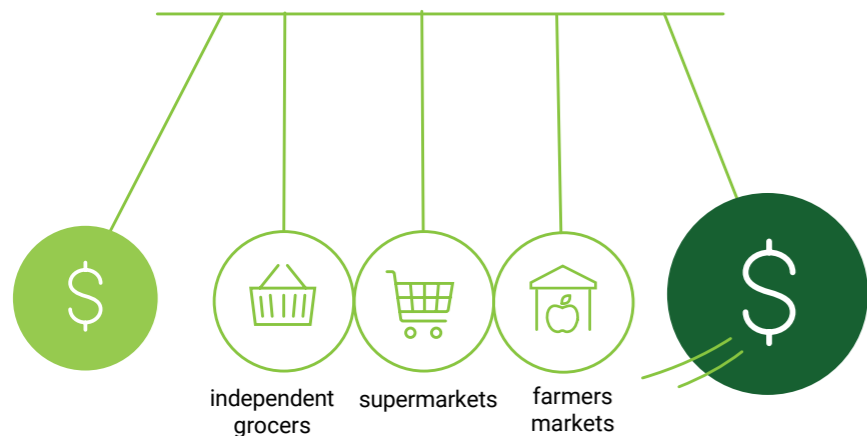 $
$
independent
grocers
supermarkets
farmers
markets